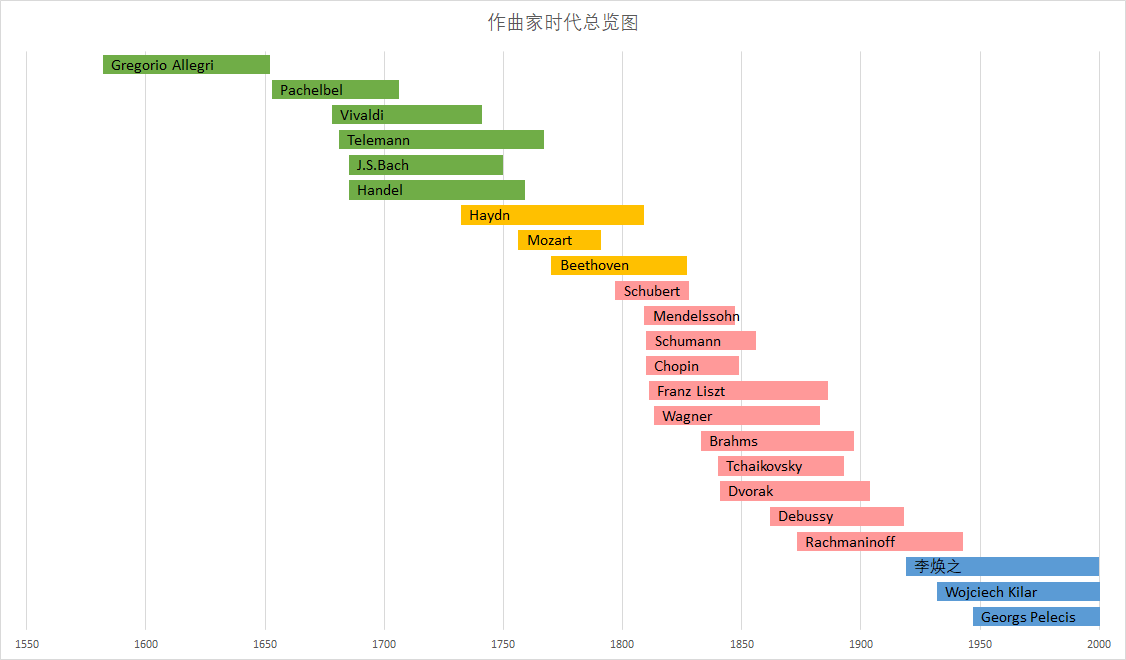 作曲家时代总览图
Gregorio Allegri
Pachelbel
Vivaldi
Telemann
J.S.Bach
Handel
Haydn
Mozart
Beethoven
Schubert
Mendelssohn
Schumann
Chopin
Franz Liszt
Wagner
Brahms
Tchaikovsky
Dvorak
Debussy
Rachmaninoff
李焕之
Wojciech Kilar
Georgs Pelecis
1550 1600 1650 1700 1750 1800 1850 1900 1950 2000